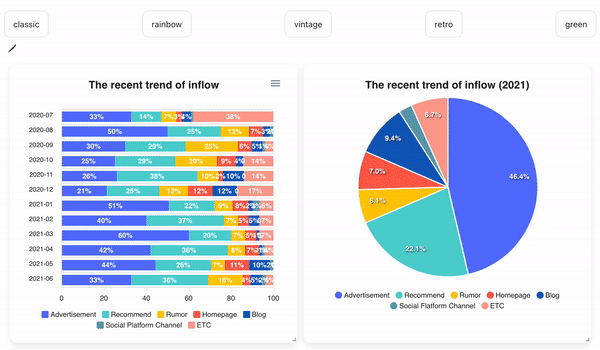 classic rainbow vintage retro green
The recent trend of inflow
2020-07 33% 14% 7% 3% 4% 38%
2020-08 50% 25% 13% 7% 3%
2020-09 30% 29% 25% 6% 5%
2020-10 25% 29% 20% 9% 4% 14%
2020-11 26% 38% 10% 2% 10% 0 14%
2020-12 21% 25% 13% 12% 12% 0 17%
2021-01 51% 22% 9% 8%
2021-02 40% 37% 7% 5% 7%
2021-03 60% 20% 7%
2021-04 42% 36% 8% 7%
2021-05 44% 26% 7% 11% 10%
2021-06 33% 36% 16% 4% 5%
0 20 40 60 80 100
Advertisement Recommend Rumor Homepage Blog
Social Platform Channel ETC
The recent trend of inflow (2021)
6.7%
9.4%
7.0%
6.1%
22.1%
46.4%
Advertisement Recommend Rumor Homepage Blog
Social Platform Channel ETC